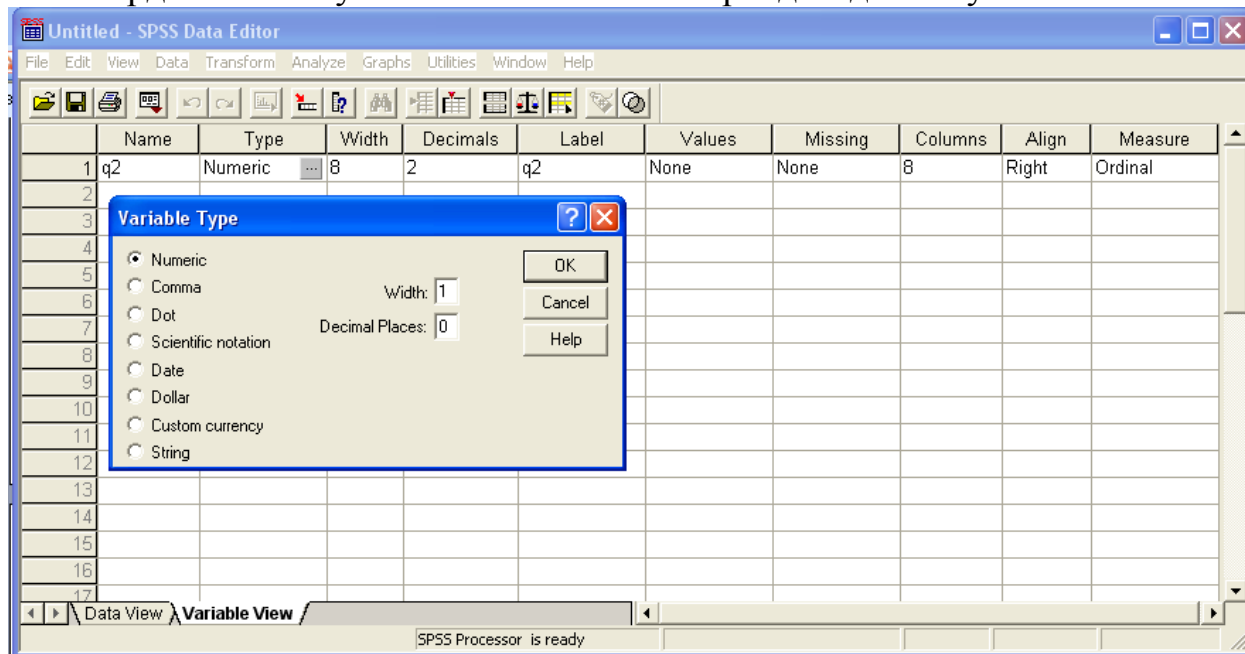 Untitled - SPSS Data Editor
File Edit View Data Transform Analyze Graphs Utilities Window Help
Name Type Width Decimals Label Values Missing Columns Align Measure
1 q2 Numeric ... 8 2 q2 None None 8 Right Ordinal
2
3
4
5
6
7
8
9
10
11
12
13
14
15
16
17
Variable Type
Numeric
Comma
Dot
Scientific notation
Date
Dollar
Custom currency
String
Width: 1
Decimal Places: 0
OK
Cancel
Help
Data View Variable View
SPSS Processor is ready